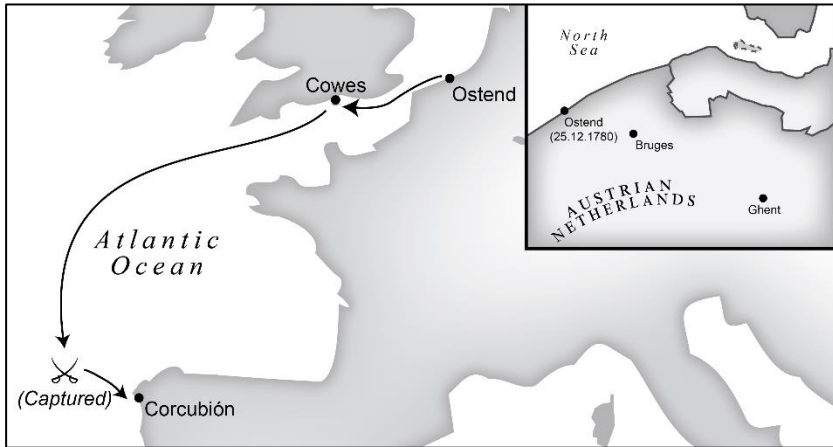 Cowes
Ostend
Atlantic
Ocean
(Captured)
Corcubión
North
Sea
Ostend
(25.12.1780)
Bruges
AUSTRIAN
NETHERLANDS
Ghent